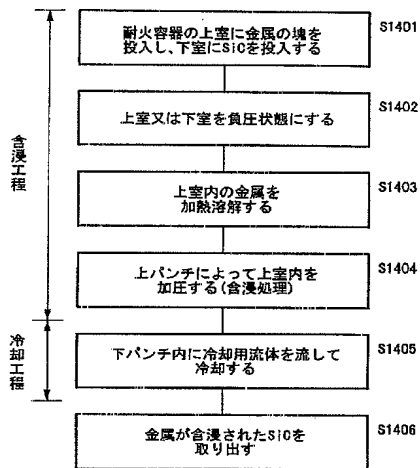 耐火容器の上室に金属の塊を
投入し、下室にSiCを投入する
S1401
上室又は下室を負圧状態にする
S1402
含浸工程
上室内の金属を
加熱溶解する
S1403
上パンチによって上室内を
加圧する(含浸処理)
S1404
冷却工程
下パンチ内に冷却用流体を流して
冷却する
S1405
金属が含浸されたSiCを
取り出す
S1406